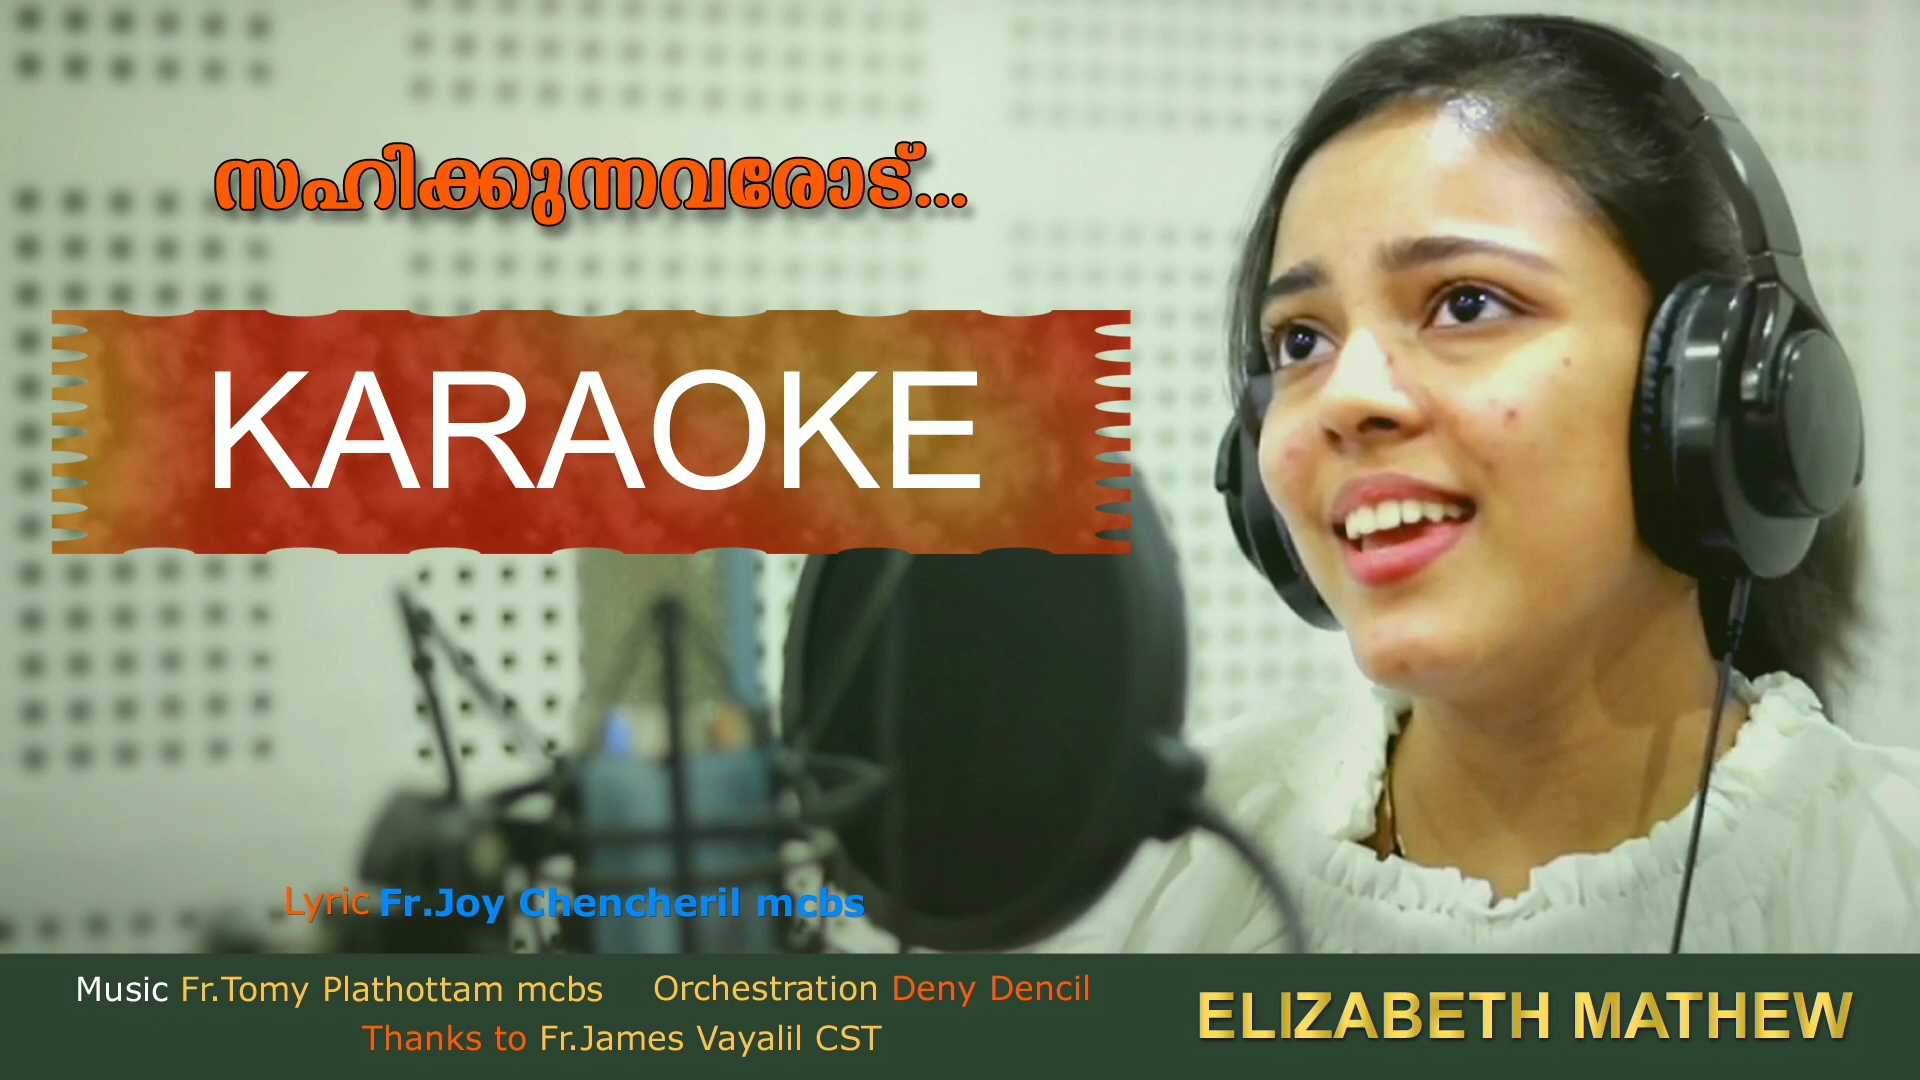 സഹിക്കുന്നവരോട്...
KARAOKE
Lyric Fr.Joy Chencheril mcbs
Music Fr.Tomy Plathottam mcbs Orchestration Deny Dencil
Thanks to Fr.James Vayalil CST
ELIZABETH MATHEW